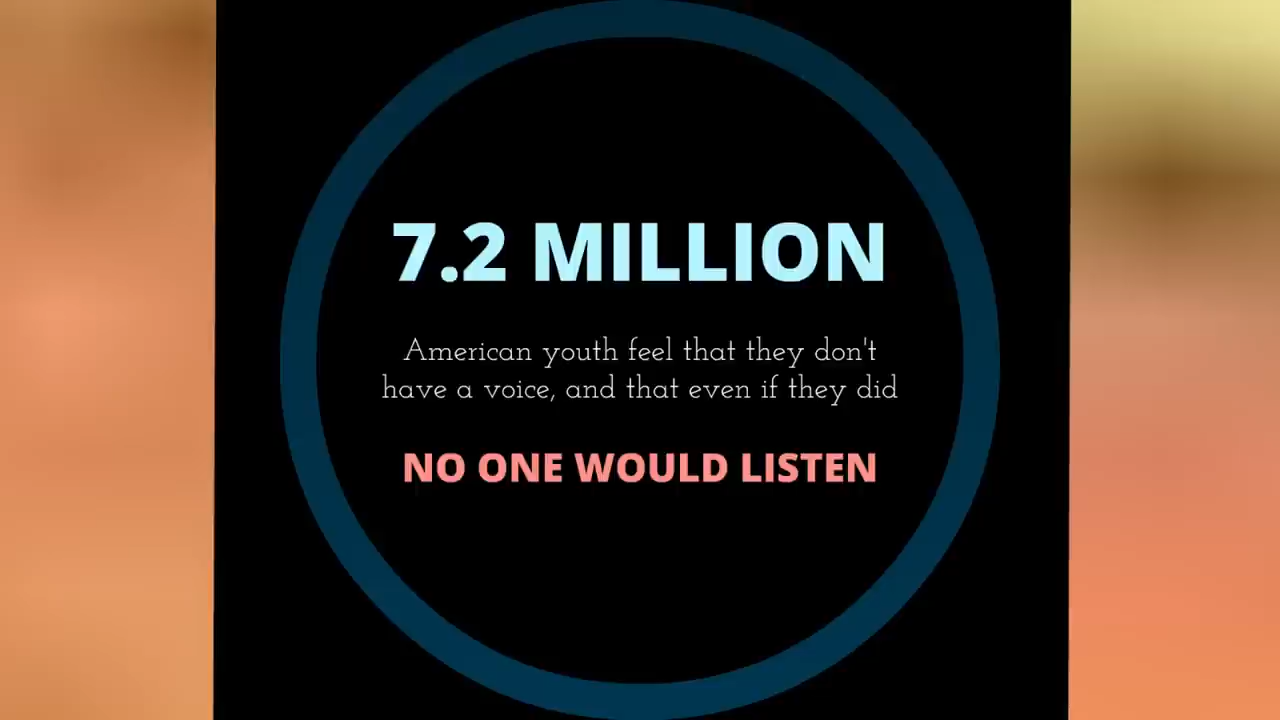 7.2 MILLION
American youth feel that they don't
have a voice, and that even if they did
NO ONE WOULD LISTEN